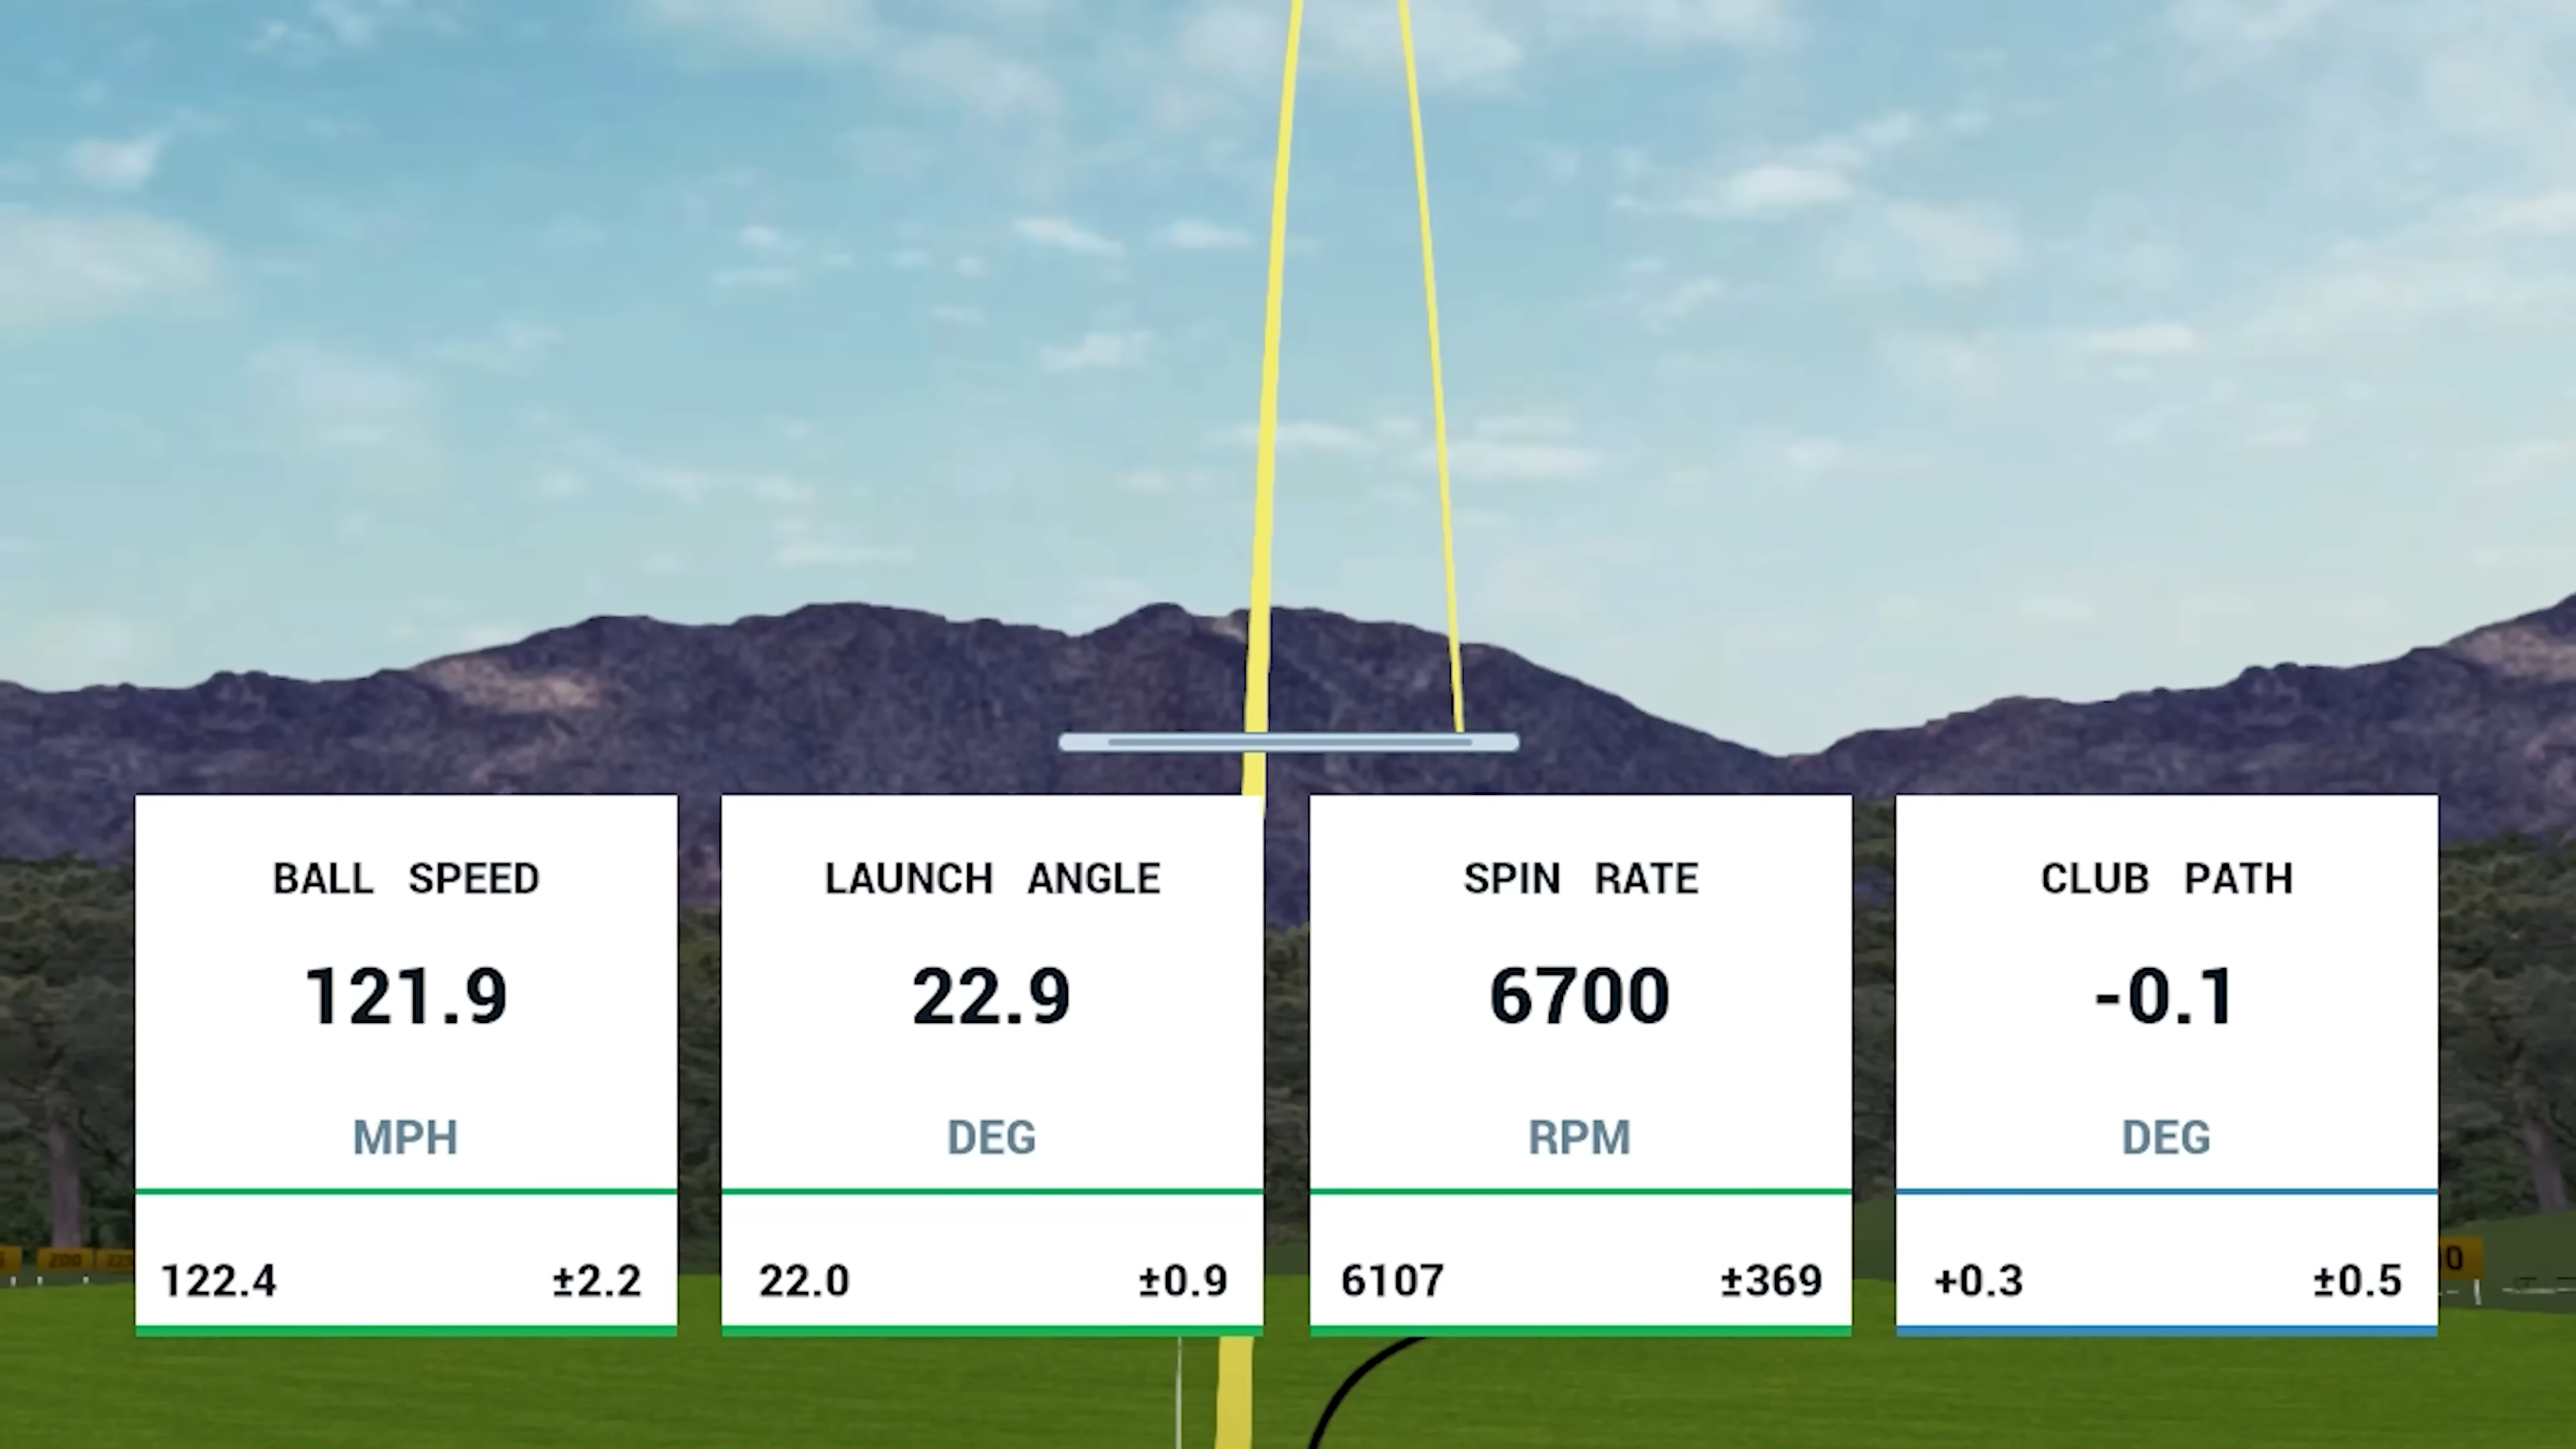 BALL SPEED
121.9
MPH
122.4 ±2.2
LAUNCH ANGLE
22.9
DEG
22.0 ±0.9
SPIN RATE
6700
RPM
6107 ±369
CLUB PATH
-0.1
DEG
+0.3 ±0.5
200